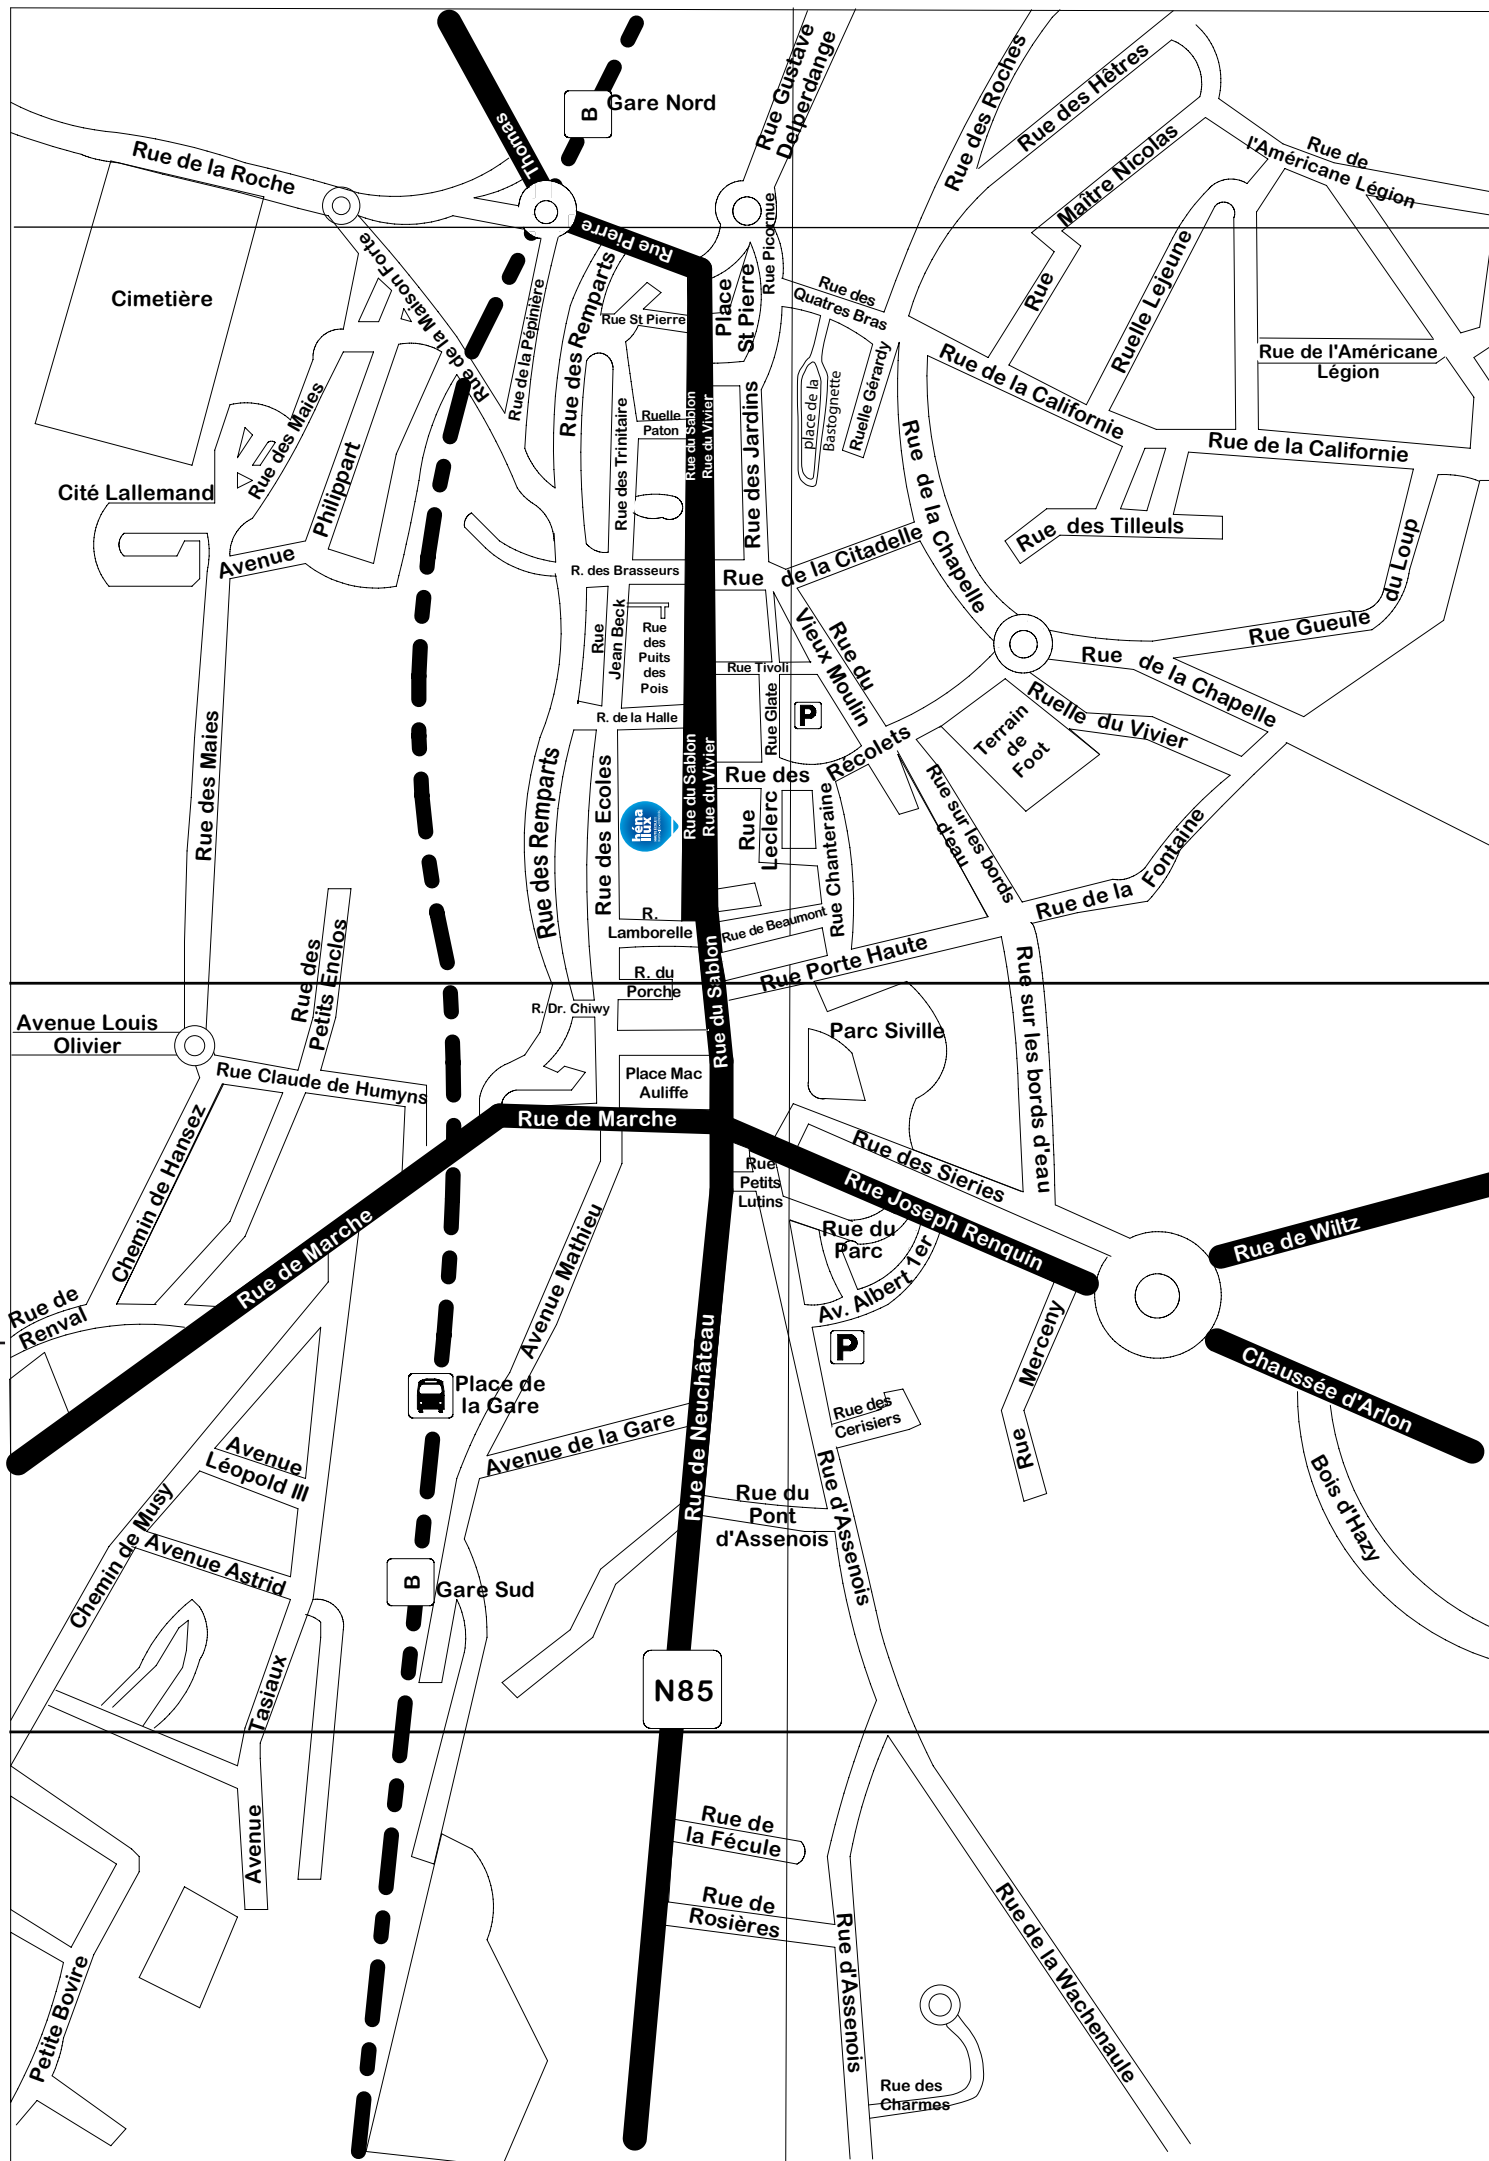 Rue Gustave
Delperdange
Rue des Roches
Rue des Hêtres
B
Gare Nord
Thomas
Rue de la Roche
Maître Nicolas
Rue de
l'Américane Légion
Rue Pierre
Rue Picornue
Rue de la Maison Forte
Rue
Cimetière
Rue de la Pépinière
Rue des Remparts
Rue St Pierre
Place
St Pierre
Rue des
Quatres Bras
Rue
Ruelle Lejeune
Rue de l'Américane
Légion
Rue de la Californie
Ruelle Gérardy
place de la
Bastognette
Rue des Maies
Philippart
Avenue
Cité Lallemand
Rue des Trinitaire
Ruelle
Paton
Rue du Sablon
Rue du Vivier
Rue des Jardins
Rue de la Californie
Rue de la Chapelle
Rue des Tilleuls
Rue de la Citadelle
R. des Brasseurs
du Loup
Rue Gueule
Rue
Jean Beck
Rue
des
Puits
des
Pois
Rue Tivoli
Rue du
Vieux Moulin
Rue de la Chapelle
Ruelle du Vivier
Terrain
de
Foot
R. de la Halle
Rue Glate
P
Rue des Récolets
Rue des Maies
Rue des Remparts
Rue des Ecoles
héna
llux
Rue du Sablon
Rue du Vivier
Rue
Leclerc
Rue Chanteraine
Rue sur les bords
d'eau
Rue de la Fontaine
R.
Lamborelle
Rue de Beaumont
Rue Porte Haute
Rue des
Petits Enclos
R. du
Porche
R. Dr. Chiwy
Rue du Sablon
Avenue Louis
Olivier
Parc Siville
Rue sur les bords d'eau
Rue Claude de Humyns
Place Mac
Auliffe
Rue de Marche
Chemin de Hansez
Rue des Sieries
Rue
Petits
Lutins
Rue Joseph Renquin
Rue du
Parc
Av. Albert 1er
Rue de Wiltz
Rue de Marche
Avenue Mathieu
Rue de
Renval
P
Merceny
Rue
Chaussée d'Arlon
Place de
la Gare
Rue de Neuchâteau
Rue des
Cerisiers
Avenue de la Gare
Avenue
Léopold III
Rue du
Pont
d'Assenois
Rue d'Assenois
Bois d'Hazy
Chemin de Musy
Avenue Astrid
B
Gare Sud
Tasiaux
Avenue
N85
Rue de
la Fécule
Rue de
Rosières
Rue d'Assenois
Rue de la Wachenaule
Petite Bovire
Rue des
Charmes